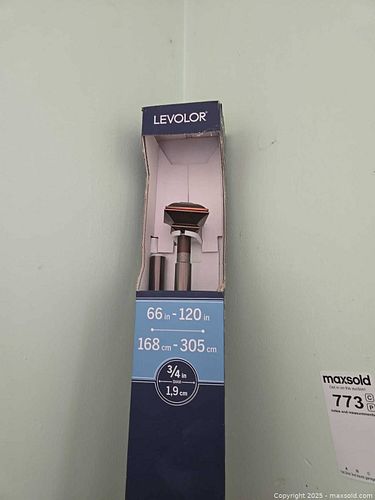 LEVOLOR®
66 in - 120 in
168 cm - 305 cm
3/4 in
DIAM
1,9 cm
maxsold
773
C
P
Copyright 2025 - maxsold.com